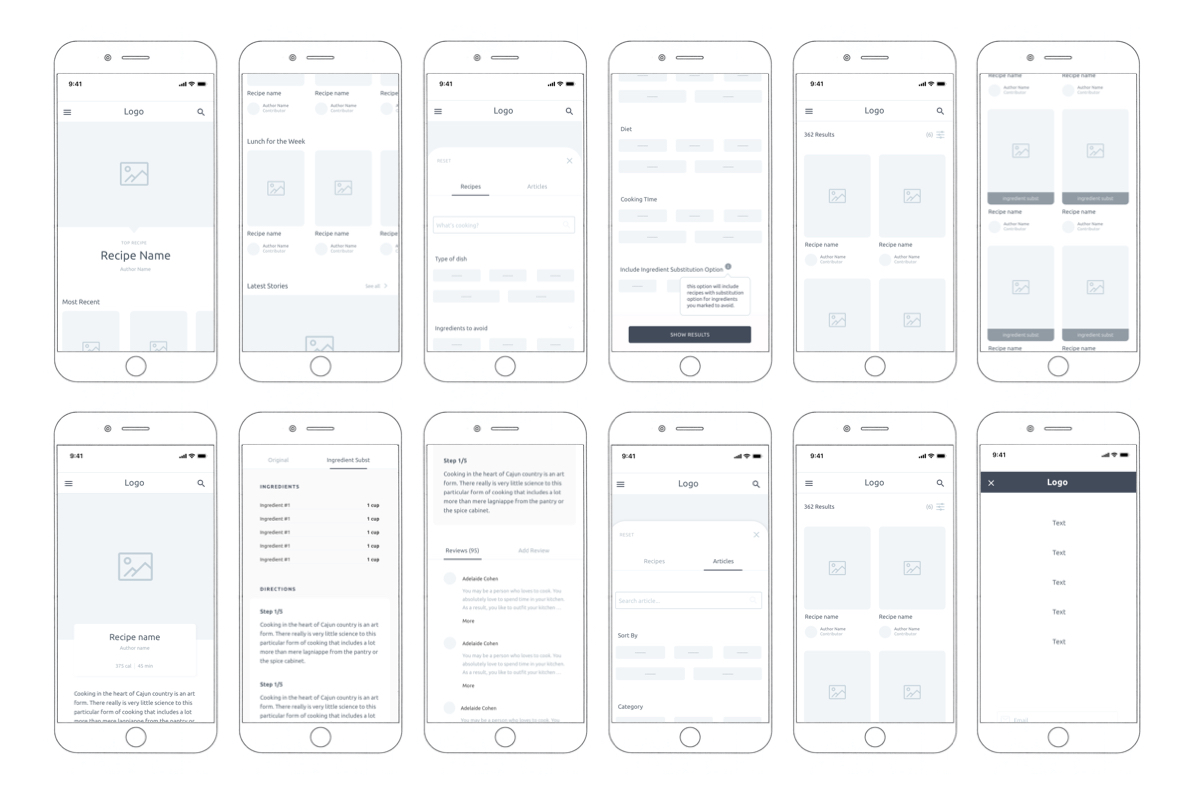 9:41
Logo
TOP RECIPE
Recipe Name
Author Name
Most Recent
Recipe name
Recipe name
Recipe
Author Name
Contributor
Author Name
Contributor
Lunch for the Week
Recipe name
Recipe name
Recipe
Author Name
Contributor
Author Name
Contributor
Latest Stories
See all
9:41
Logo
RESET
Recipes
Articles
What's cooking?
Type of dish
Ingredients to avoid
Diet
Cooking Time
Include Ingredient Substitution Option
this option will include
recipes with substitution
option for ingredients
you marked to avoid.
SHOW RESULTS
9:41
Logo
362 Results
(6)
Recipe name
Recipe name
Author Name
Contributor
Author Name
Contributor
Recipe name
Recipe name
Author Name
Contributor
Author Name
Contributor
Ingredient subst
Ingredient subst
Recipe name
Recipe name
Author Name
Contributor
Author Name
Contributor
Ingredient subst
Ingredient subst
Recipe name
Recipe name
9:41
Logo
Recipe name
Author name
375 cal | 45 min
Cooking in the heart of Cajun country is an art
form. There really is very little science to this
particular form of cooking that includes a lot
more than mere lagniappe from the pantry or
Original
Ingredient Subst
INGREDIENTS
Ingredient #1 1 cup
Ingredient #1 1 cup
Ingredient #1 1 cup
Ingredient #1 1 cup
Ingredient #1 1 cup
DIRECTIONS
Step 1/5
Cooking in the heart of Cajun country is an art
form. There really is very little science to this
particular form of cooking that includes a lot
more than mere lagniappe from the pantry or
the spice cabinet.
Step 1/5
Cooking in the heart of Cajun country is an art
form. There really is very little science to this
particular form of cooking that includes a lot
Step 1/5
Cooking in the heart of Cajun country is an art
form. There really is very little science to this
particular form of cooking that includes a lot
more than mere lagniappe from the pantry or
the spice cabinet.
Reviews (95)
Add Review
Adelaide Cohen
You may be a person who loves to cook. You
absolutely love to spend time in your kitchen.
As a result, you like to outfit your kitchen ...
More
Adelaide Cohen
You may be a person who loves to cook. You
absolutely love to spend time in your kitchen.
As a result, you like to outfit your kitchen ...
More
Adelaide Cohen
You may be a person who loves to cook. You
9:41
Logo
RESET
Recipes
Articles
Search article...
Sort By
Category
9:41
Logo
362 Results
(6)
Recipe name
Recipe name
Author Name
Contributor
Author Name
Contributor
9:41
Logo
Text
Text
Text
Text
Text
Email